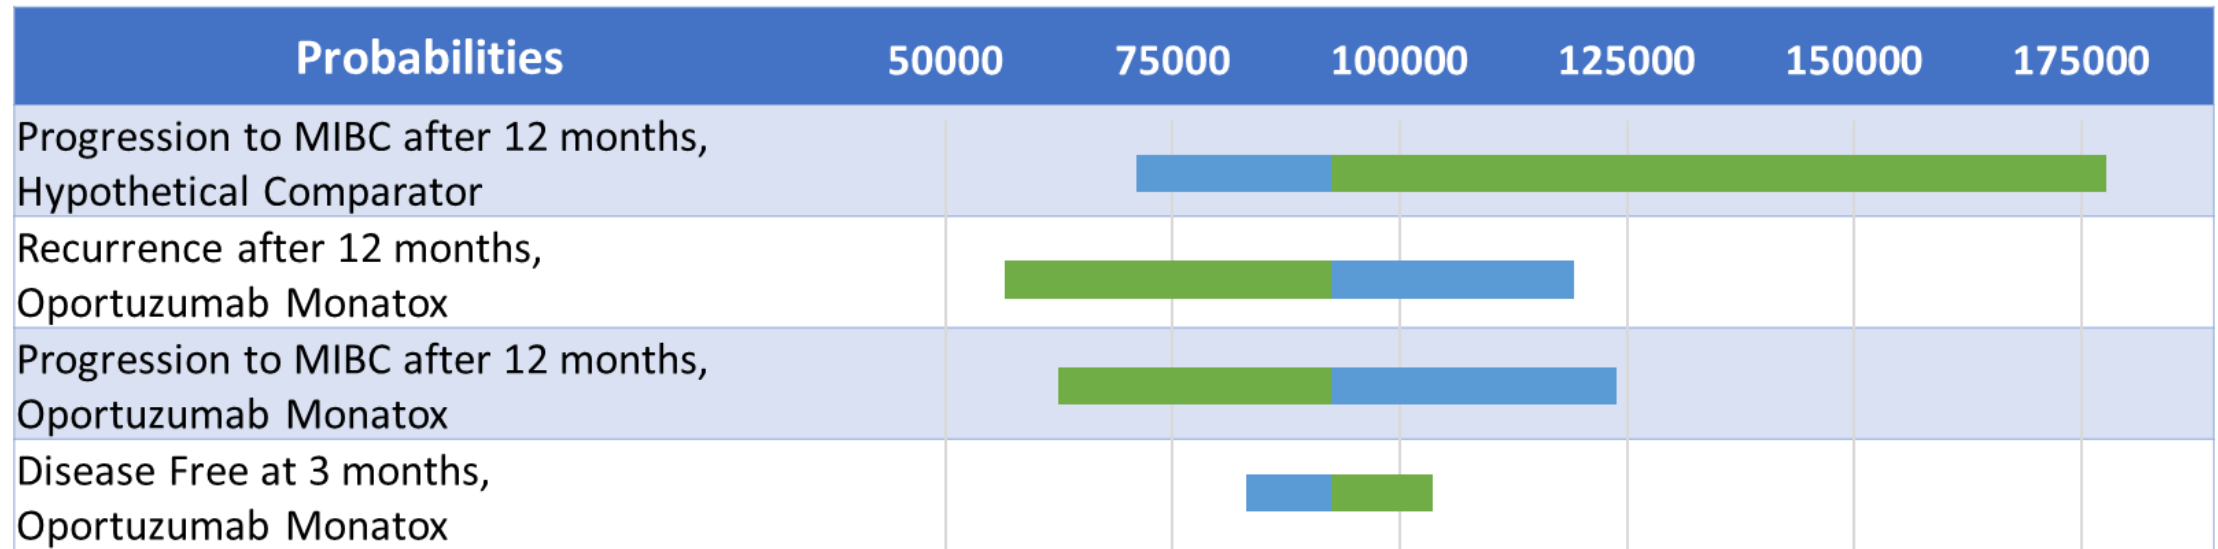 Probabilities 50000 75000 100000 125000 150000 175000
Progression to MIBC after 12 months,
Hypothetical Comparator
Recurrence after 12 months,
Oportuzumab Monatox
Progression to MIBC after 12 months,
Oportuzumab Monatox
Disease Free at 3 months,
Oportuzumab Monatox